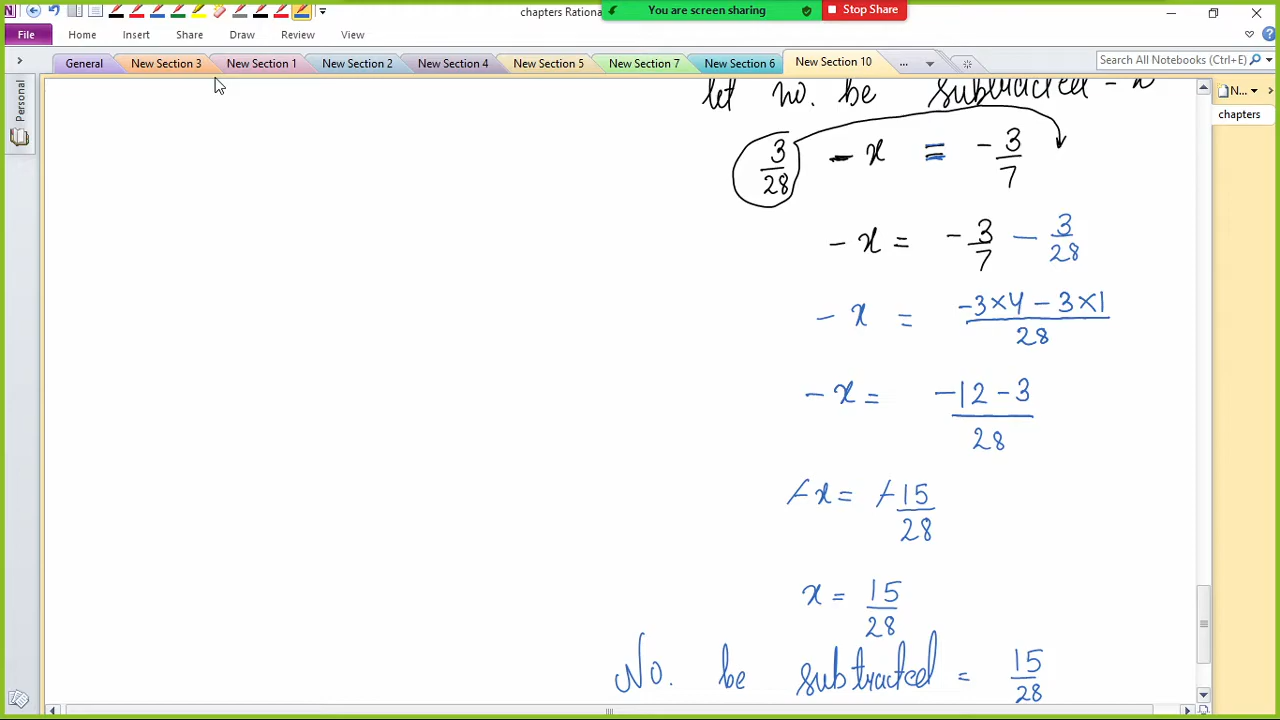 chapters Rationa
You are screen sharing
Stop Share
File Home Insert Share Draw Review View
General New Section 3 New Section 1 New Section 2 New Section 4 New Section 5 New Section 7 New Section 6 New Section 10 ...
Search All Notebooks (Ctrl+E)
Personal
N...
chapters
let no. be subtracted = x
3/28 - x = - 3/7
- x = - 3/7 - 3/28
- x = -3×4 - 3×1 / 28
- x = -12 - 3 / 28
- x = - 15/28
x = 15/28
No. be subtracted = 15/28